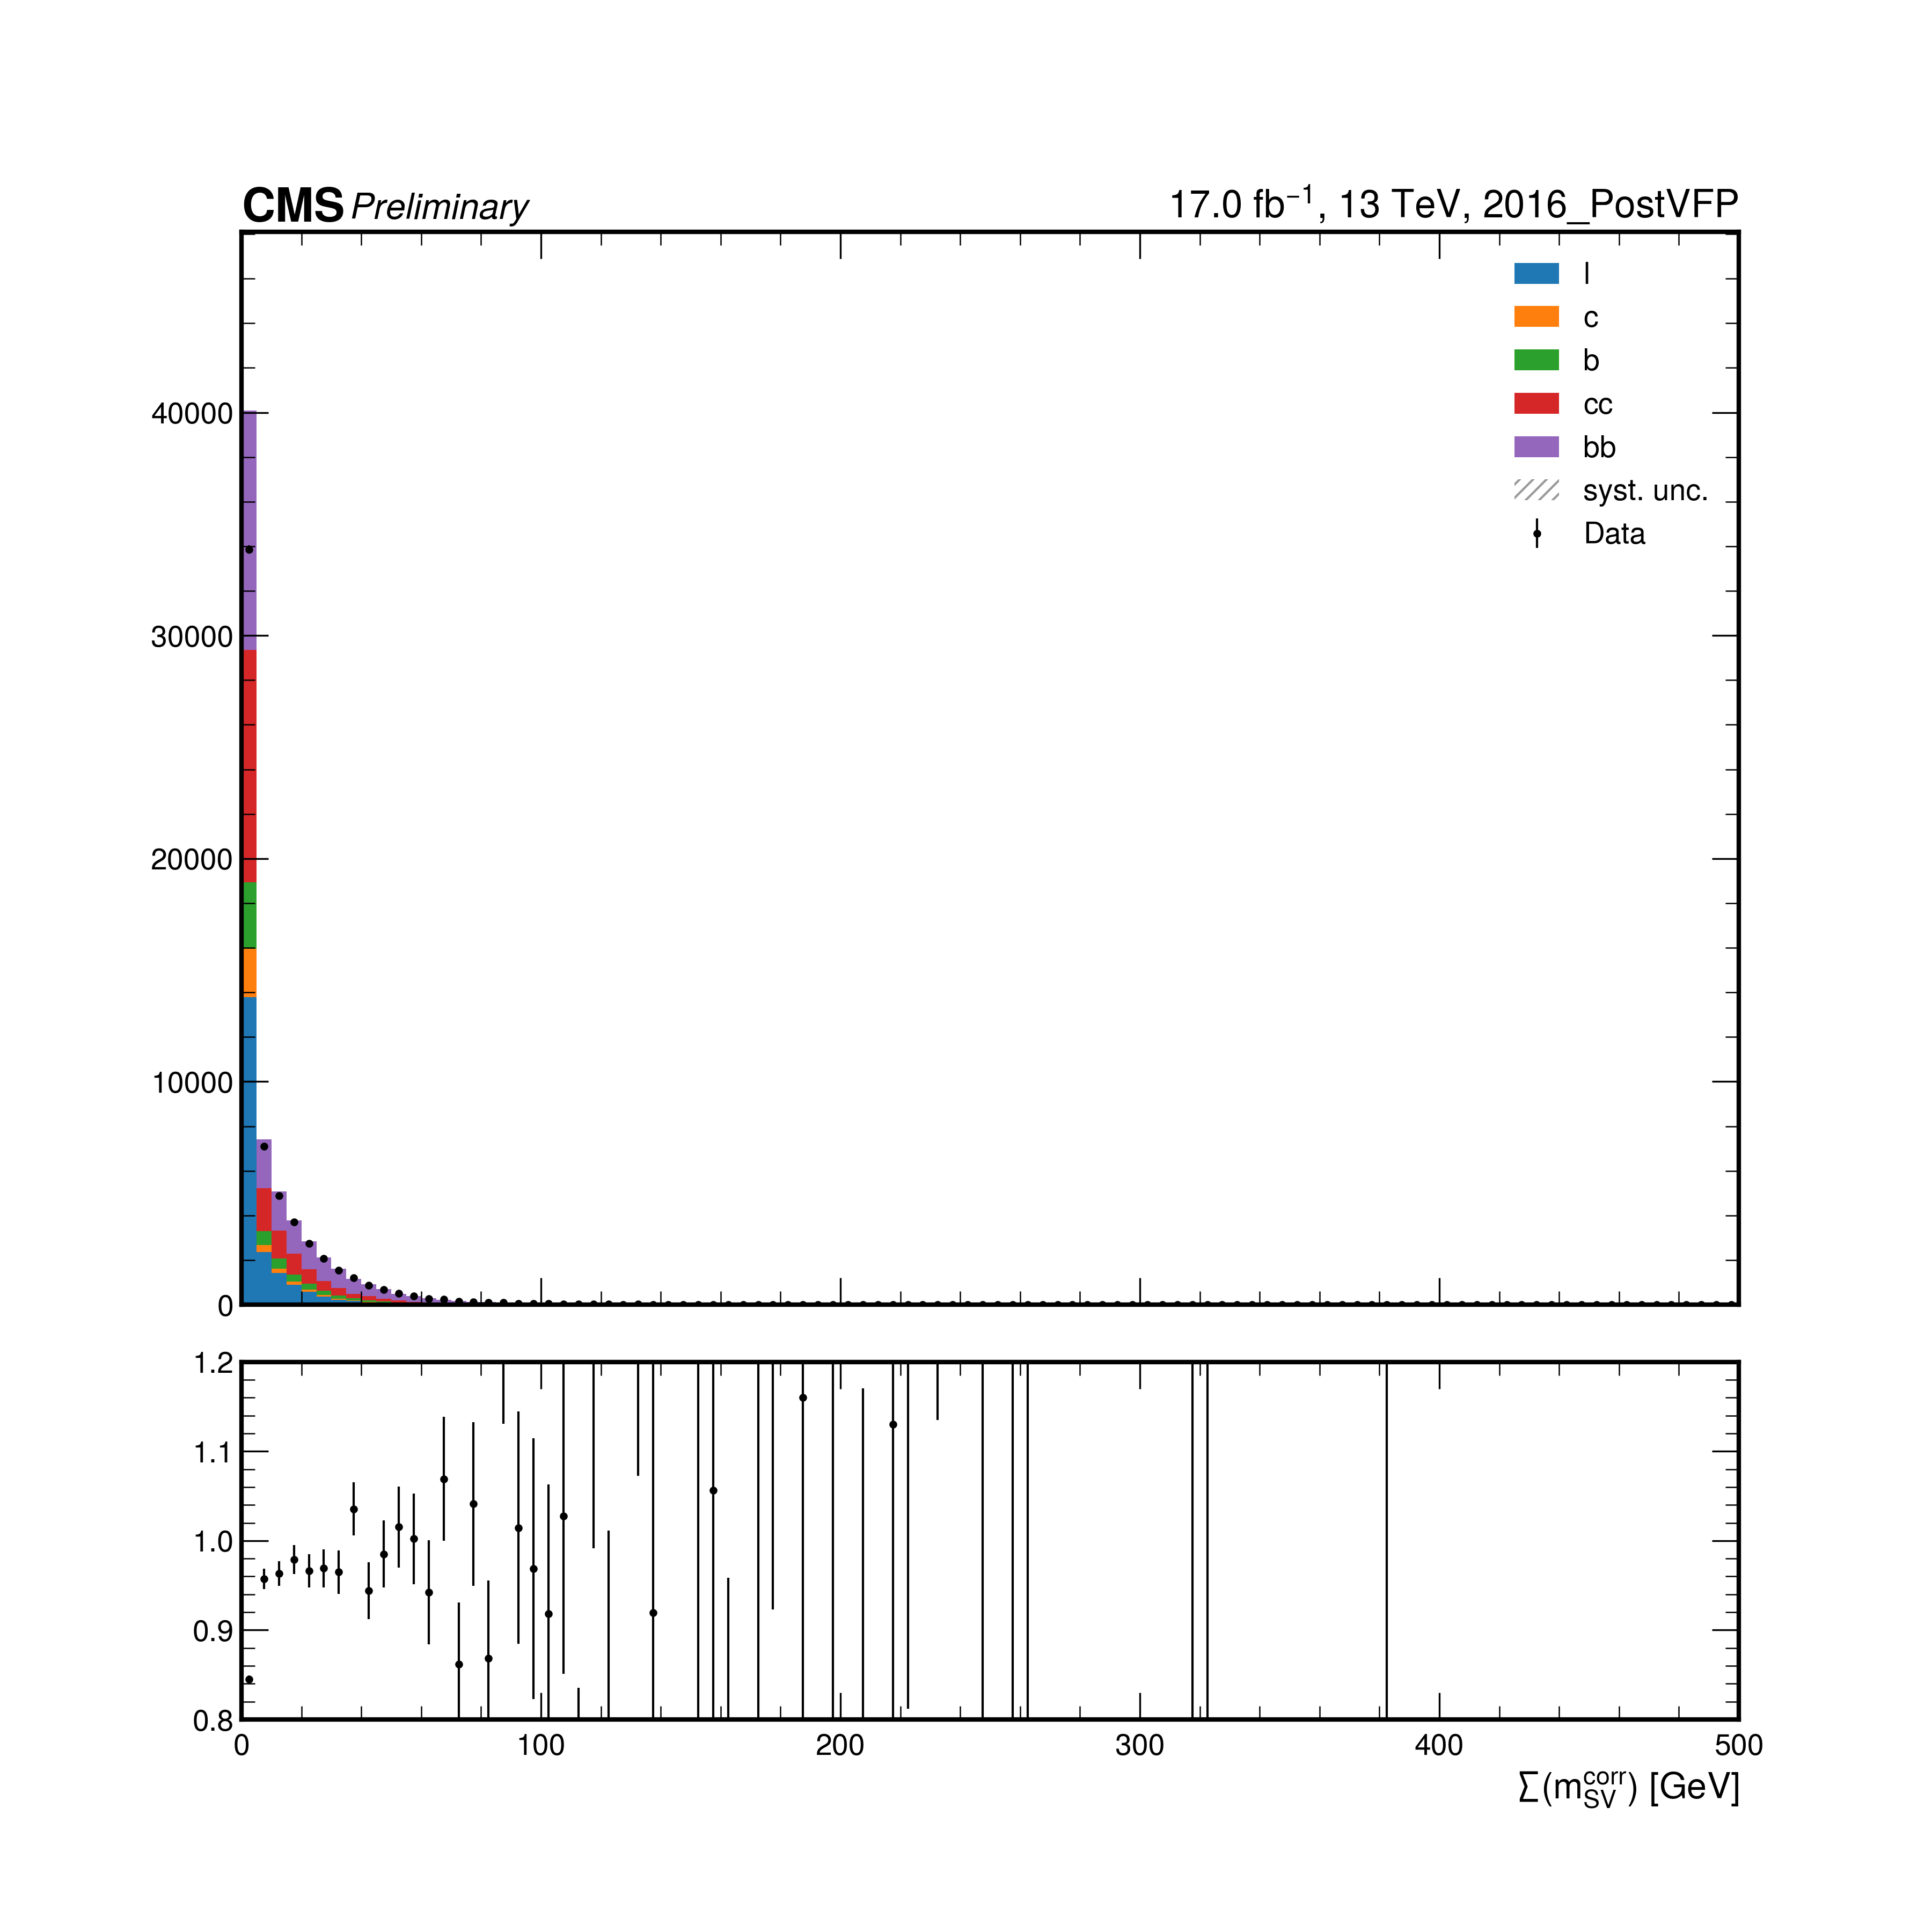 CMS Preliminary 17.0 fb⁻¹, 13 TeV, 2016_PostVFP
l
c
b
cc
bb
syst. unc.
Data
40000
30000
20000
10000
0
1.2
1.1
1.0
0.9
0.8
0 100 200 300 400 500
Σ(m_SV^corr) [GeV]